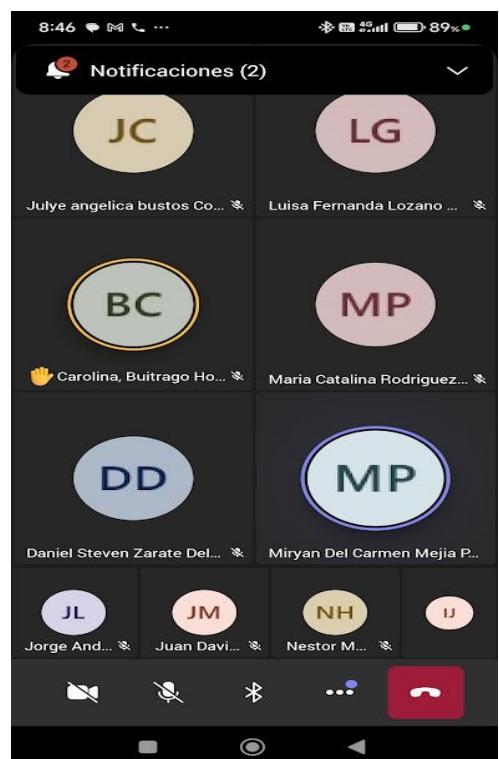 8:46 89%
2
Notificaciones (2)
JC LG
Julye angelica bustos Co... Luisa Fernanda Lozano ...
BC MP
Carolina, Buitrago Ho... Maria Catalina Rodriguez...
DD MP
Daniel Steven Zarate Del... Miryan Del Carmen Mejia P...
JL JM NH IJ
Jorge And... Juan Davi... Nestor M...